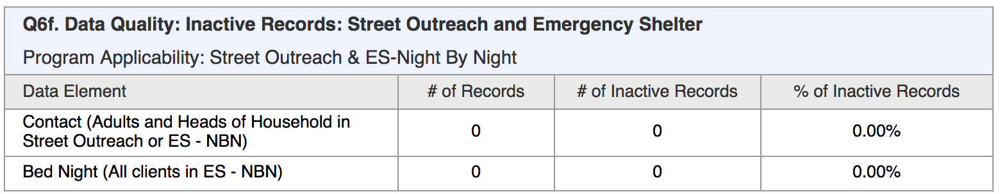 Q6f. Data Quality: Inactive Records: Street Outreach and Emergency Shelter
Program Applicability: Street Outreach & ES-Night By Night
Data Element # of Records # of Inactive Records % of Inactive Records
Contact (Adults and Heads of Household in
Street Outreach or ES - NBN) 0 0 0.00%
Bed Night (All clients in ES - NBN) 0 0 0.00%